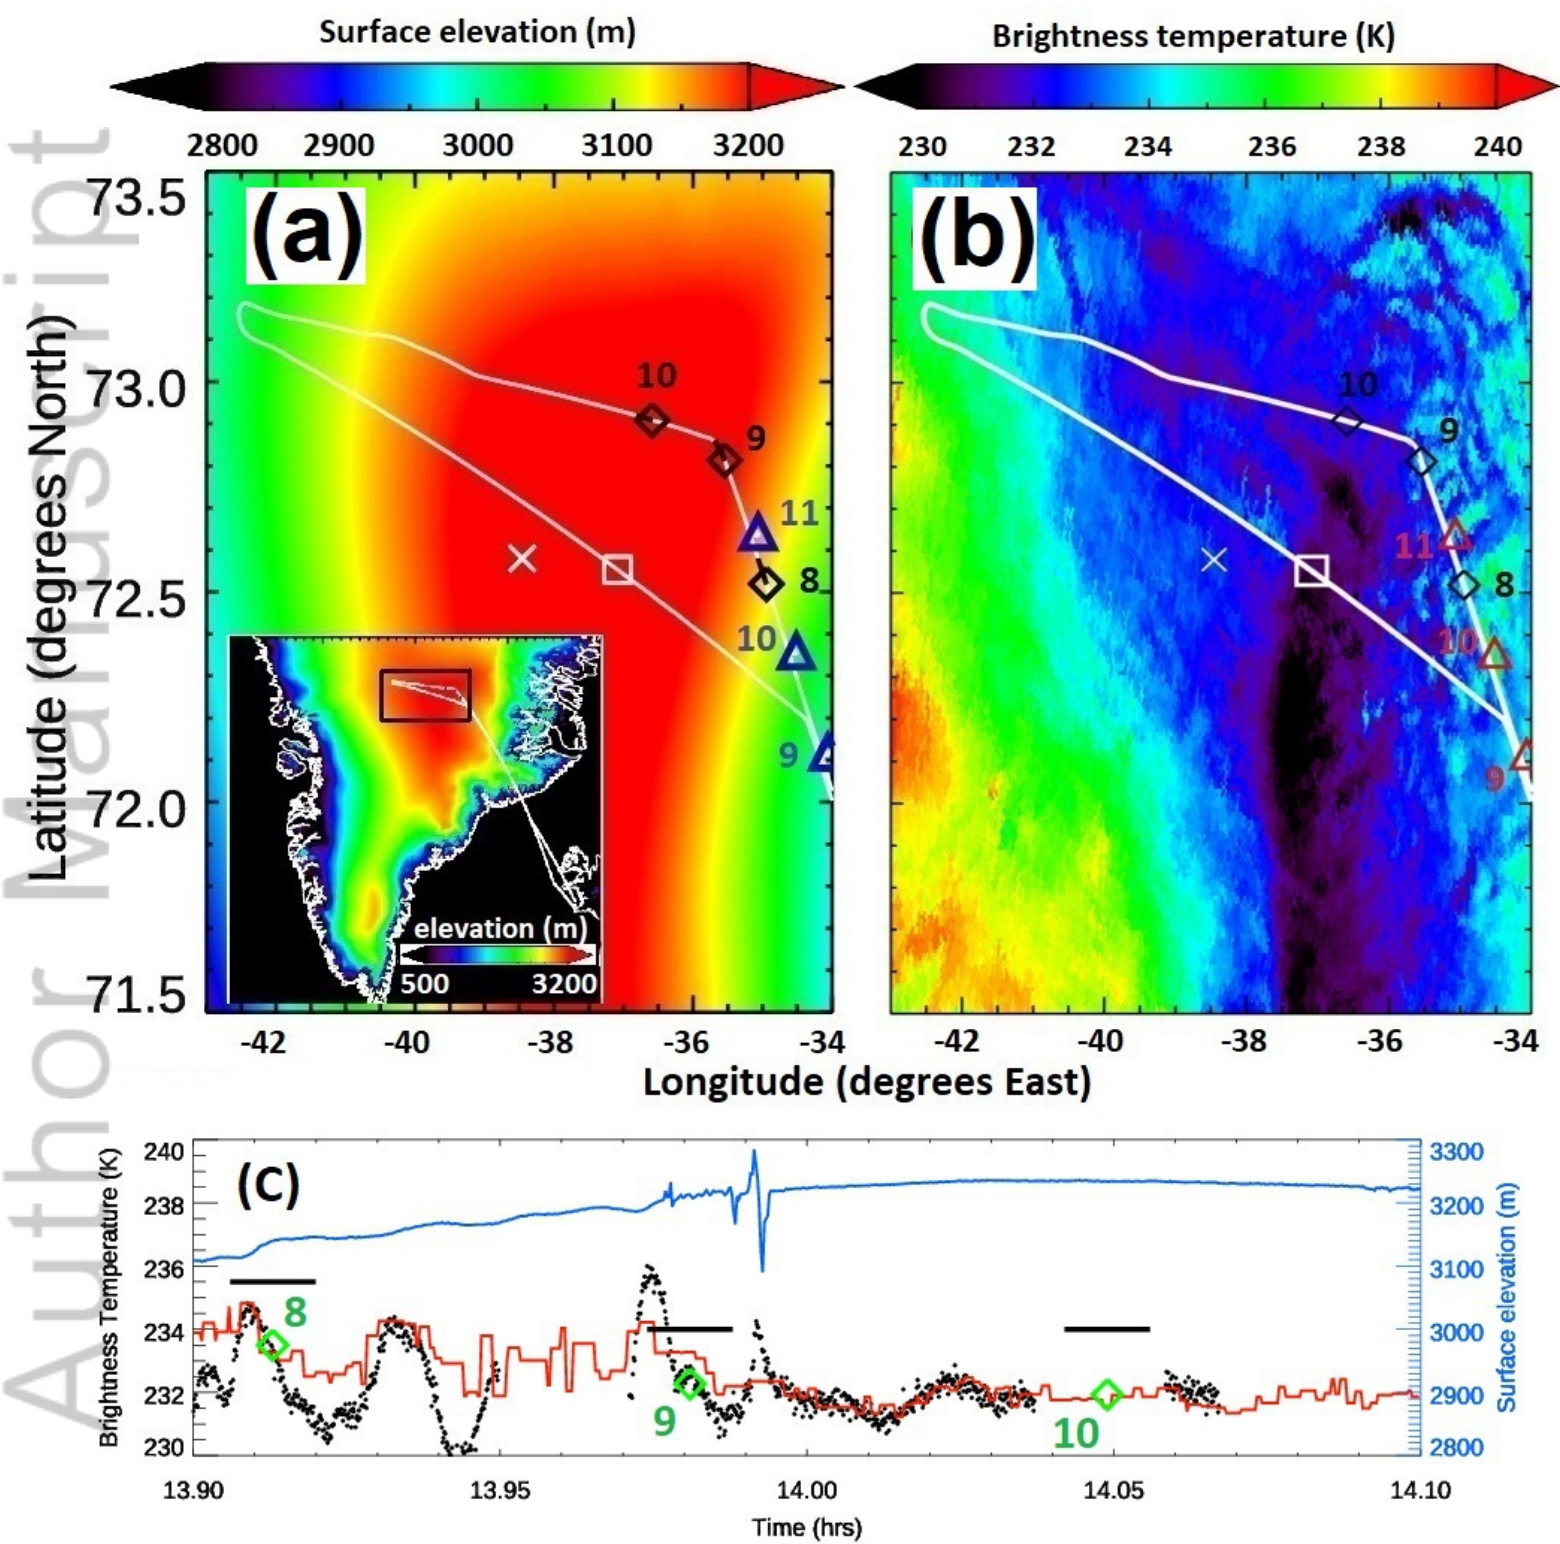 Surface elevation (m)
Brightness temperature (K)
2800 2900 3000 3100 3200
230 232 234 236 238 240
Author Manuscript
Latitude (degrees North)
73.5
73.0
72.5
72.0
71.5
(a)
10
9
11
8
10
9
elevation (m)
500 3200
-42 -40 -38 -36 -34
(b)
10
9
11
8
10
9
-42 -40 -38 -36 -34
Longitude (degrees East)
(c)
Brightness Temperature (K)
240
238
236
234
232
230
8
9
10
3300
3200
3100
3000
2900
2800
Surface elevation (m)
13.90 13.95 14.00 14.05 14.10
Time (hrs)